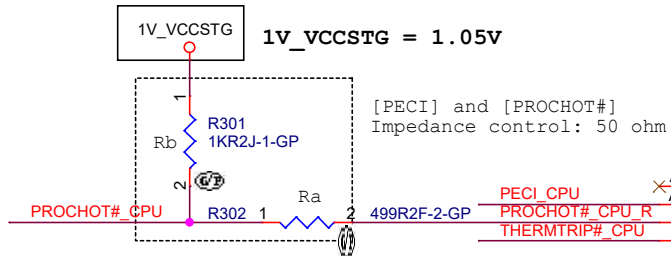 1V_VCCSTG
1V_VCCSTG = 1.05V
1
R301
1KR2J-1-GP
Rb
2
[PECI] and [PROCHOT#]
Impedance control: 50 ohm
Ra
PROCHOT#_CPU
R302
1
2
499R2F-2-GP
PECI_CPU
PROCHOT#_CPU_R
THERMTRIP#_CPU